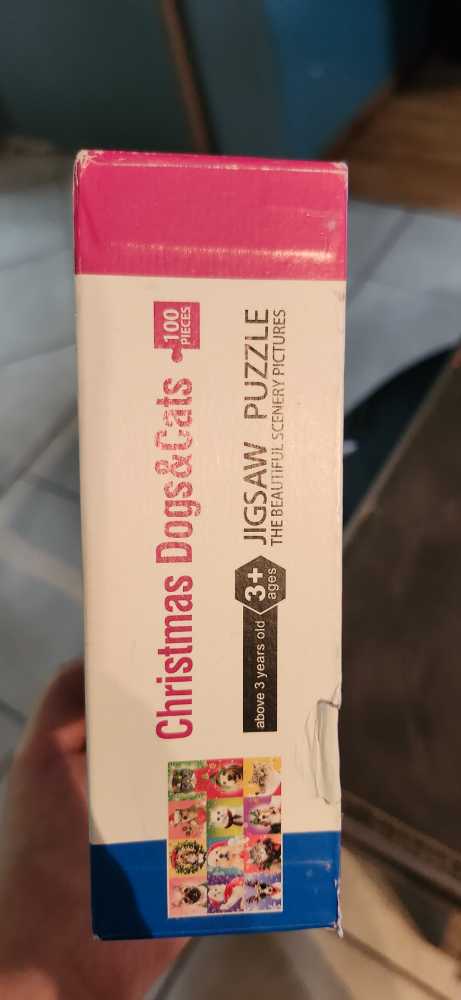 Christmas Dogs&Cats
100
PIECES
above 3 years old
3+
ages
JIGSAW PUZZLE
THE BEAUTIFUL SCENERY PICTURES